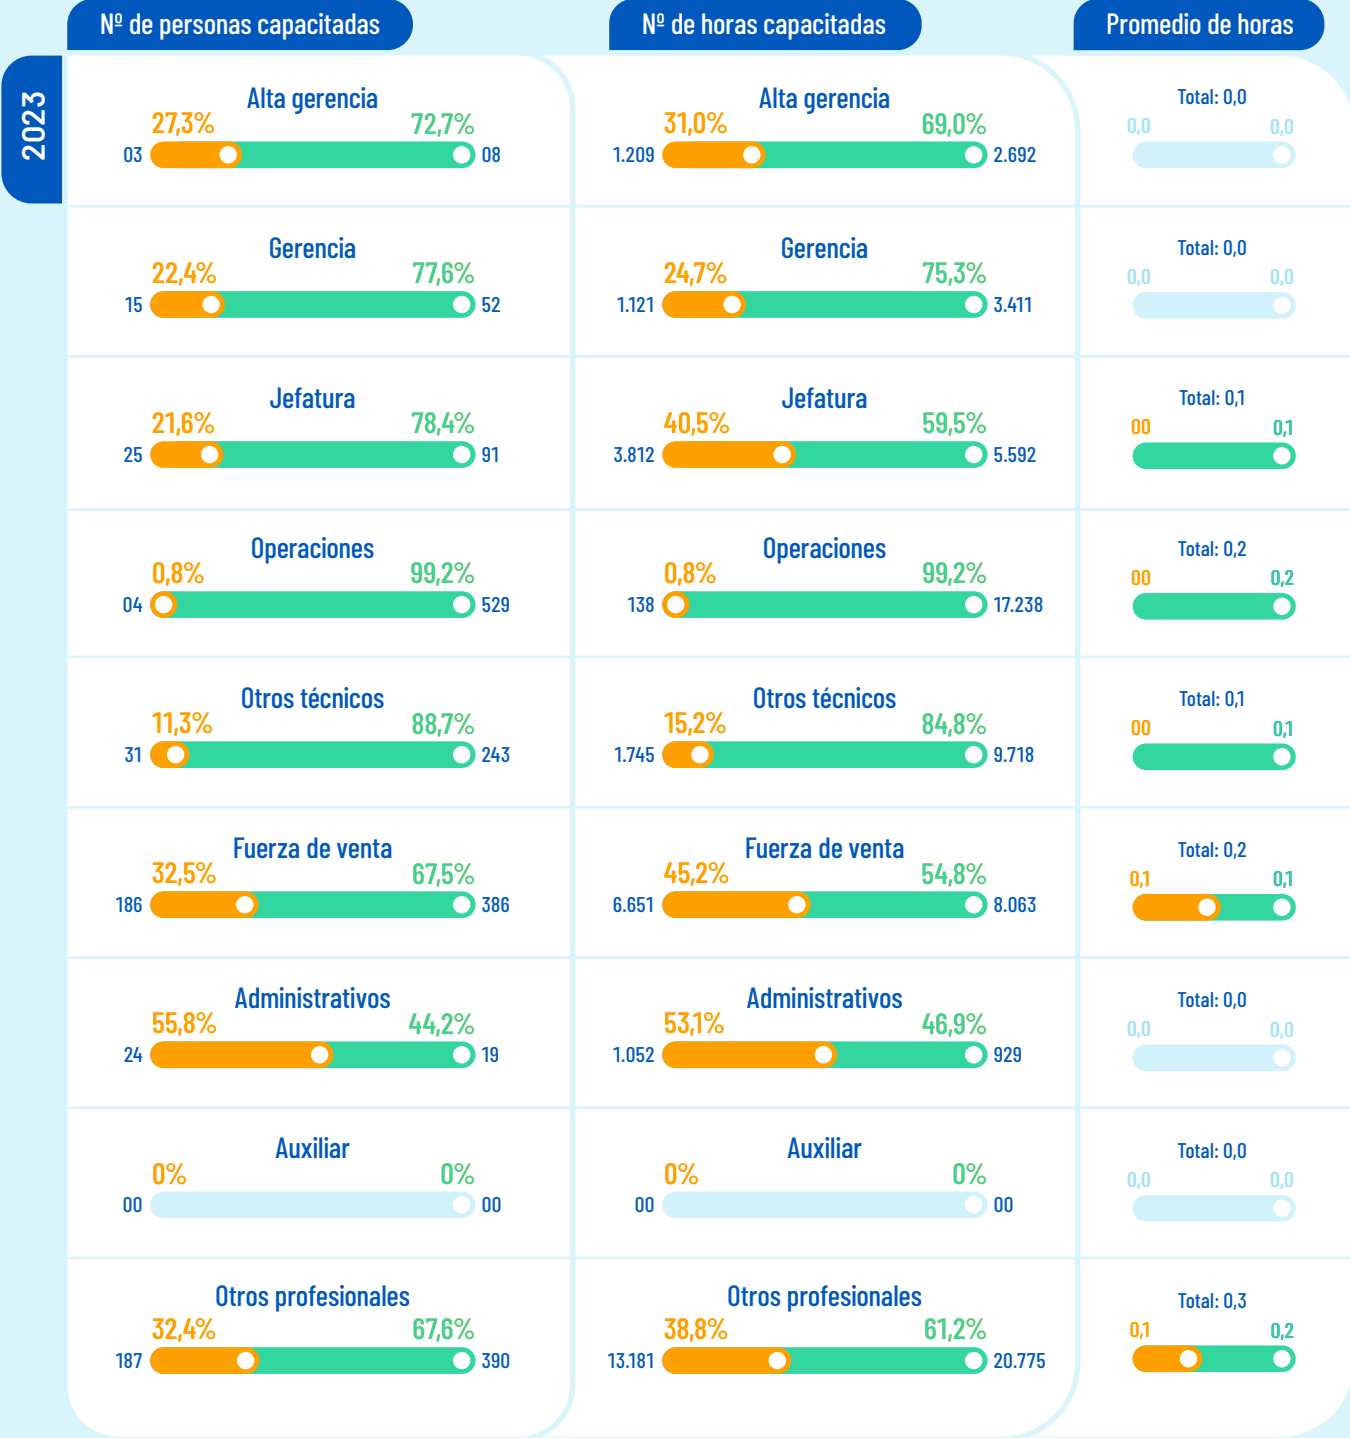 Nº de personas capacitadas
Nº de horas capacitadas
Promedio de horas
2023
Alta gerencia
27,3% 72,7%
03 08
Alta gerencia
31,0% 69,0%
1.209 2.692
Total: 0,0
0,0 0,0
Gerencia
22,4% 77,6%
15 52
Gerencia
24,7% 75,3%
1.121 3.411
Total: 0,0
0,0 0,0
Jefatura
21,6% 78,4%
25 91
Jefatura
40,5% 59,5%
3.812 5.592
Total: 0,1
00 0,1
Operaciones
0,8% 99,2%
04 529
Operaciones
0,8% 99,2%
138 17.238
Total: 0,2
00 0,2
Otros técnicos
11,3% 88,7%
31 243
Otros técnicos
15,2% 84,8%
1.745 9.718
Total: 0,1
00 0,1
Fuerza de venta
32,5% 67,5%
186 386
Fuerza de venta
45,2% 54,8%
6.651 8.063
Total: 0,2
0,1 0,1
Administrativos
55,8% 44,2%
24 19
Administrativos
53,1% 46,9%
1.052 929
Total: 0,0
0,0 0,0
Auxiliar
0% 0%
00 00
Auxiliar
0% 0%
00 00
Total: 0,0
0,0 0,0
Otros profesionales
32,4% 67,6%
187 390
Otros profesionales
38,8% 61,2%
13.181 20.775
Total: 0,3
0,1 0,2